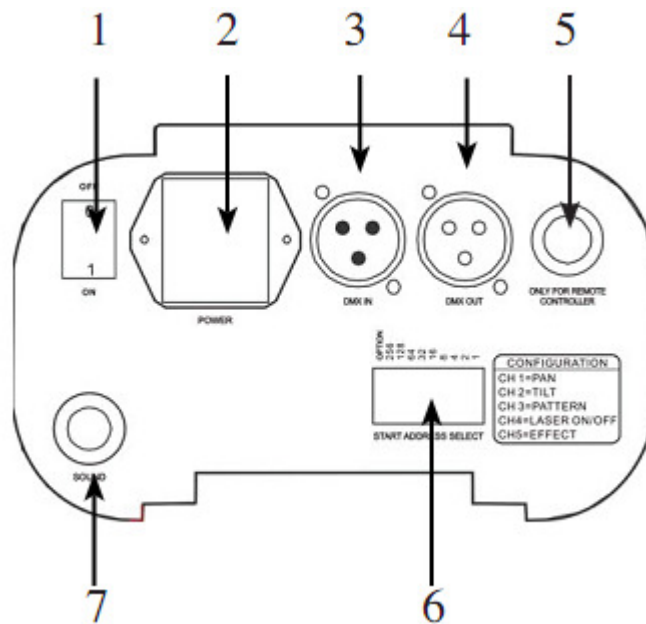 1 2 3 4 5
OFF
1
ON
POWER
DMX IN
DMX OUT
ONLY FOR REMOTE
CONTROLLER
OPTION
256
128
64
32
16
8
4
2
1
START ADDRESS SELECT
CONFIGURATION
CH 1=PAN
CH 2=TILT
CH 3=PATTERN
CH4=LASER ON/OFF
CH5=EFFECT
SOUND
7 6